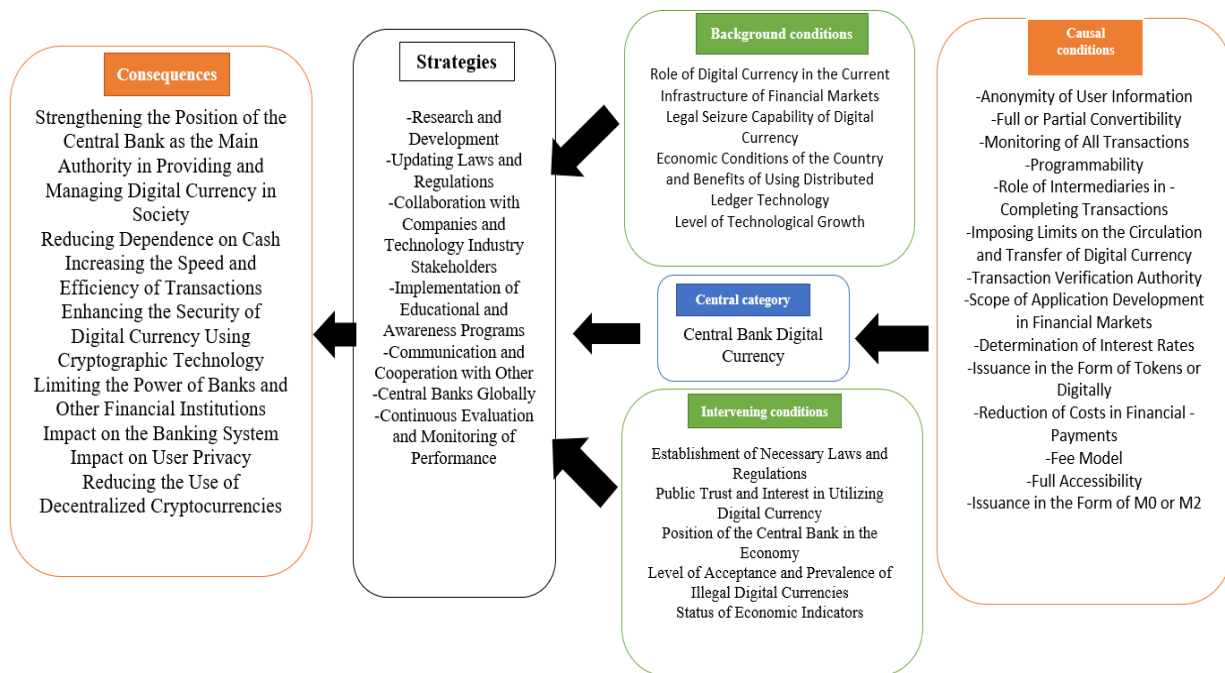 Consequences
Strengthening the Position of the
Central Bank as the Main
Authority in Providing and
Managing Digital Currency in
Society
Reducing Dependence on Cash
Increasing the Speed and
Efficiency of Transactions
Enhancing the Security of
Digital Currency Using
Cryptographic Technology
Limiting the Power of Banks and
Other Financial Institutions
Impact on the Banking System
Impact on User Privacy
Reducing the Use of
Decentralized Cryptocurrencies
Strategies
-Research and
Development
-Updating Laws and
Regulations
-Collaboration with
Companies and
Technology Industry
Stakeholders
-Implementation of
Educational and
Awareness Programs
-Communication and
Cooperation with Other
-Central Banks Globally
-Continuous Evaluation
and Monitoring of
Performance
Background conditions
Role of Digital Currency in the Current
Infrastructure of Financial Markets
Legal Seizure Capability of Digital
Currency
Economic Conditions of the Country
and Benefits of Using Distributed
Ledger Technology
Level of Technological Growth
Central category
Central Bank Digital
Currency
Intervening conditions
Establishment of Necessary Laws and
Regulations
Public Trust and Interest in Utilizing
Digital Currency
Position of the Central Bank in the
Economy
Level of Acceptance and Prevalence of
Illegal Digital Currencies
Status of Economic Indicators
Causal
conditions
-Anonymity of User Information
-Full or Partial Convertibility
-Monitoring of All Transactions
-Programmability
-Role of Intermediaries in -
Completing Transactions
-Imposing Limits on the Circulation
and Transfer of Digital Currency
-Transaction Verification Authority
-Scope of Application Development
in Financial Markets
-Determination of Interest Rates
-Issuance in the Form of Tokens or
Digitally
-Reduction of Costs in Financial -
Payments
-Fee Model
-Full Accessibility
-Issuance in the Form of M0 or M2